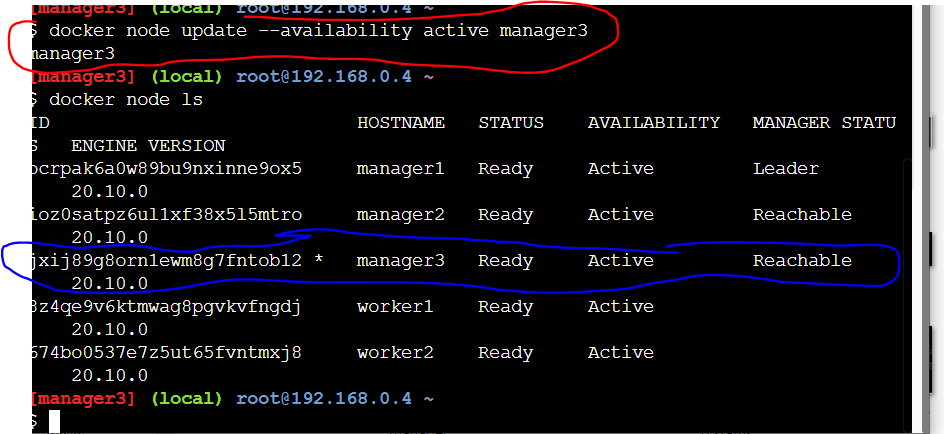 [manager3] (local) root@192.168.0.4 ~
$ docker node update --availability active manager3
manager3
[manager3] (local) root@192.168.0.4 ~
$ docker node ls
ID HOSTNAME STATUS AVAILABILITY MANAGER STATU
S ENGINE VERSION
ocrpak6a0w89bu9nxinne9ox5 manager1 Ready Active Leader
20.10.0
ioz0satpz6ul1xf38x5l5mtro manager2 Ready Active Reachable
20.10.0
jxij89g8orn1ewm8g7fntob12 * manager3 Ready Active Reachable
20.10.0
8z4qe9v6ktmwag8pgvkvfngdj worker1 Ready Active
20.10.0
674bo0537e7z5ut65fvntmxj8 worker2 Ready Active
20.10.0
[manager3] (local) root@192.168.0.4 ~
$